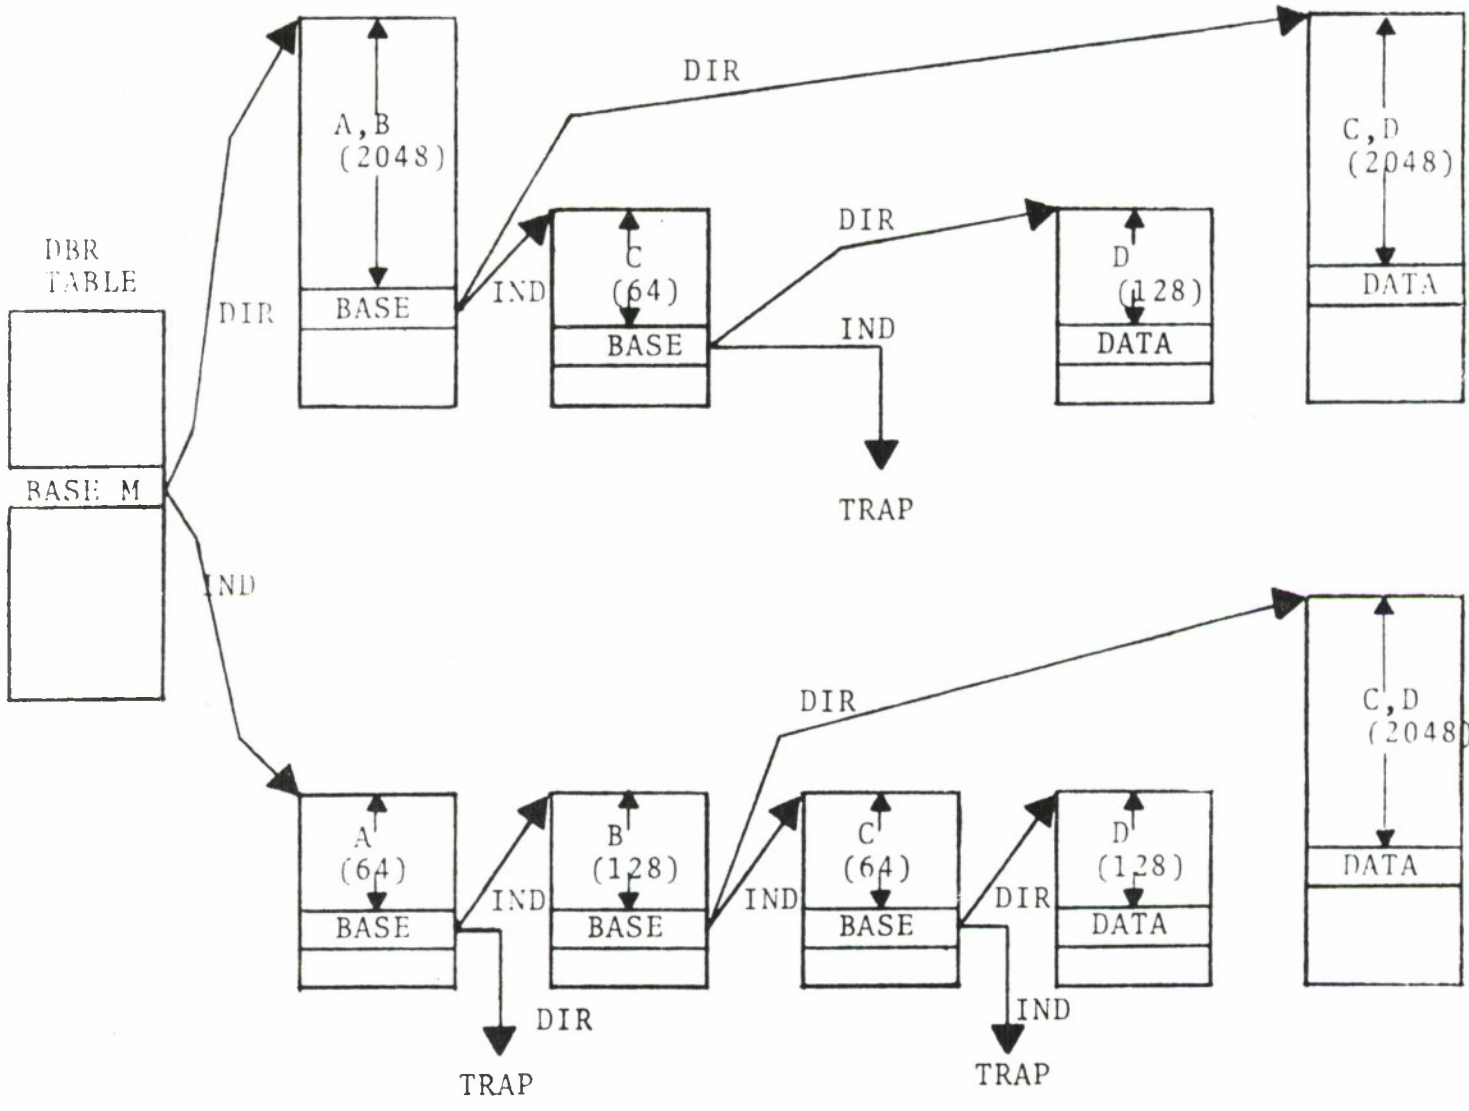 DIR
A,B
(2048)
C,D
(2048)
DBR
TABLE
DIR
BASE
IND
C
(64)
BASE
DIR
IND
D
(128)
DATA
DATA
TRAP
BASE M
IND
DIR
C,D
(2048)
A
(64)
BASE
IND
B
(128)
BASE
IND
C
(64)
BASE
DIR
D
(128)
DATA
DATA
DIR
TRAP
IND
TRAP